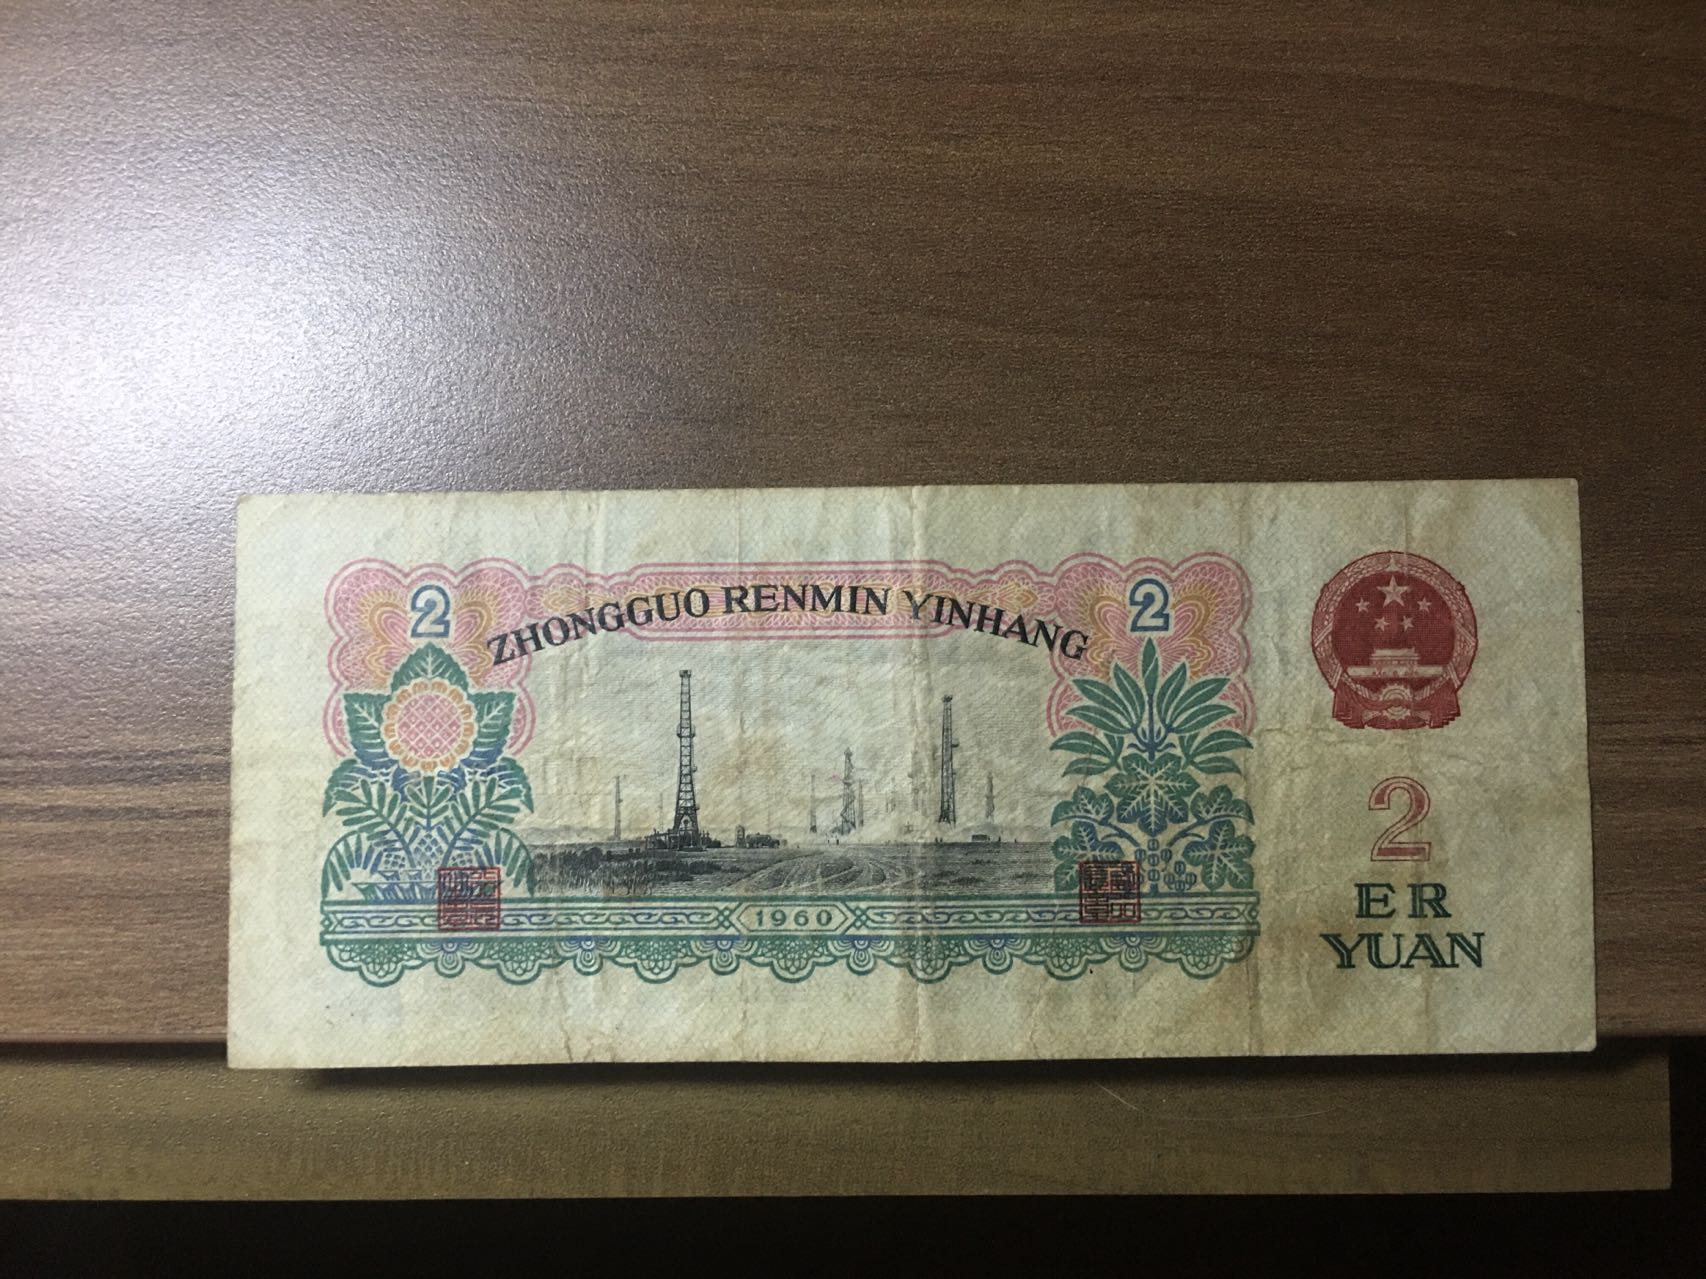 2
2
ZHONGGUO RENMIN YINHANG
1960
2
ER
YUAN